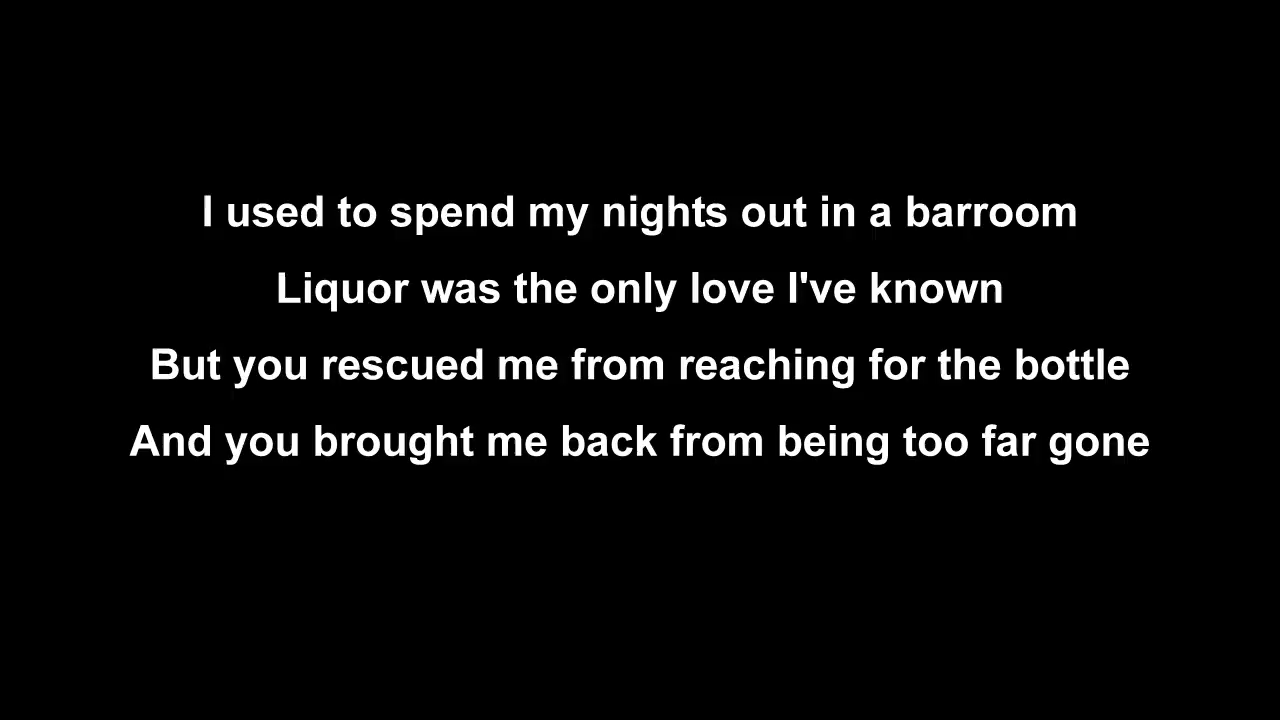 I used to spend my nights out in a barroom
Liquor was the only love I've known
But you rescued me from reaching for the bottle
And you brought me back from being too far gone